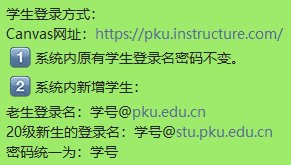 学生登录方式：
Canvas网址：https://pku.instructure.com/
1 系统内原有学生登录名密码不变。
2 系统内新增学生：
老生登录名：学号@pku.edu.cn
20级新生的登录名：学号@stu.pku.edu.cn
密码统一为：学号